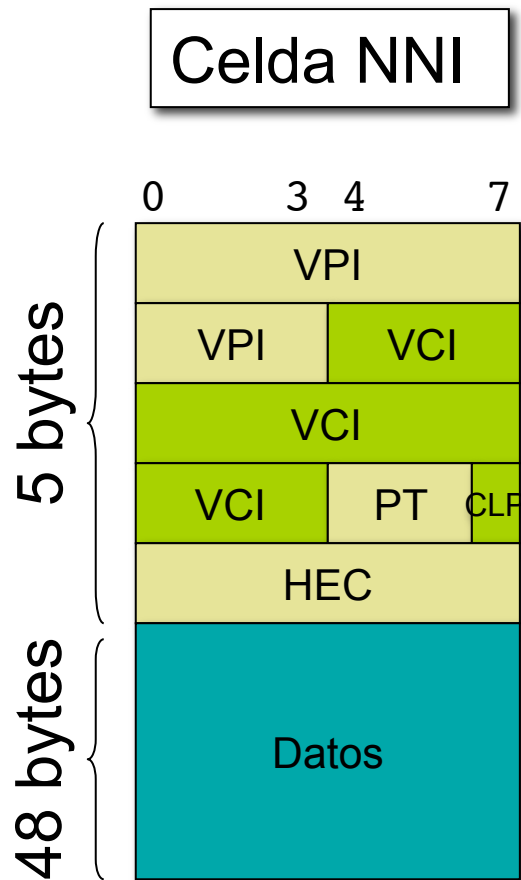 Celda NNI
0 3 4 7
5 bytes
VPI
VPI VCI
VCI
VCI PT CLP
HEC
48 bytes
Datos